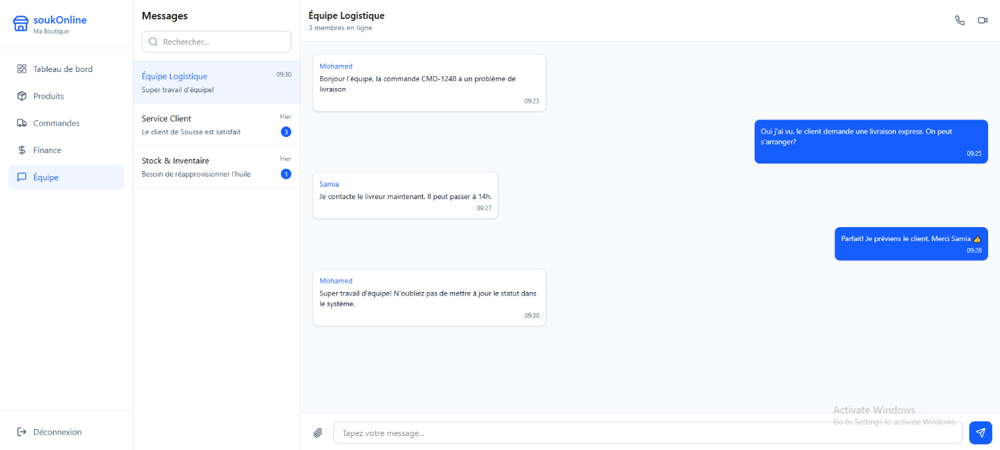 soukOnline
Ma Boutique
Tableau de bord
Produits
Commandes
Finance
Équipe
Déconnexion
Messages
Rechercher...
Équipe Logistique 09:30
Super travail d'équipe!
Service Client Hier
Le client de Sousse est satisfait 3
Stock & Inventaire Hier
Besoin de réapprovisionner l'huile 1
Équipe Logistique
3 membres en ligne
Mohamed
Bonjour l'équipe, la commande CMD-1248 a un problème de
livraison
09:23
Oui j'ai vu, le client demande une livraison express. On peut
s'arranger?
09:25
Samia
Je contacte le livreur maintenant. Il peut passer à 14h.
09:27
Parfait! Je préviens le client. Merci Samia 👍
09:28
Mohamed
Super travail d'équipe! N'oubliez pas de mettre à jour le statut dans
le système.
09:30
Activate Windows
Go to Settings to activate Windows.
Tapez votre message...